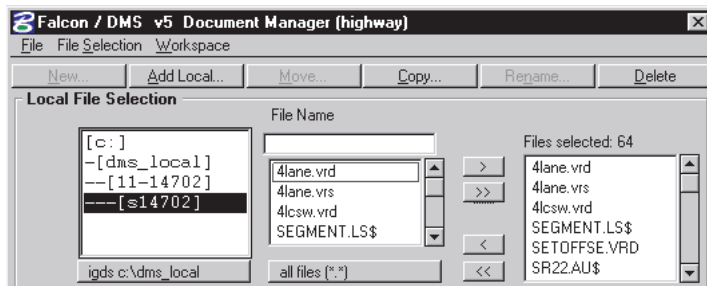 Falcon / DMS v5 Document Manager (highway)
File File Selection Workspace
New... Add Local... Move... Copy... Rename... Delete
Local File Selection
File Name
[c:]
-[dms_local]
--[11-14702]
---[s14702]
igds c:\dms_local
4lane.vrd
4lane.vrs
4lcsw.vrd
SEGMENT.LS$
all files (*.*)
>
>>
<
<<
Files selected: 64
4lane.vrd
4lane.vrs
4lcsw.vrd
SEGMENT.LS$
SETOFFSE.VRD
SR22.AU$